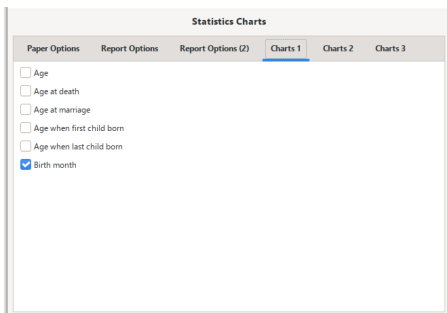 Statistics Charts
Paper Options Report Options Report Options (2) Charts 1 Charts 2 Charts 3
Age
Age at death
Age at marriage
Age when first child born
Age when last child born
Birth month